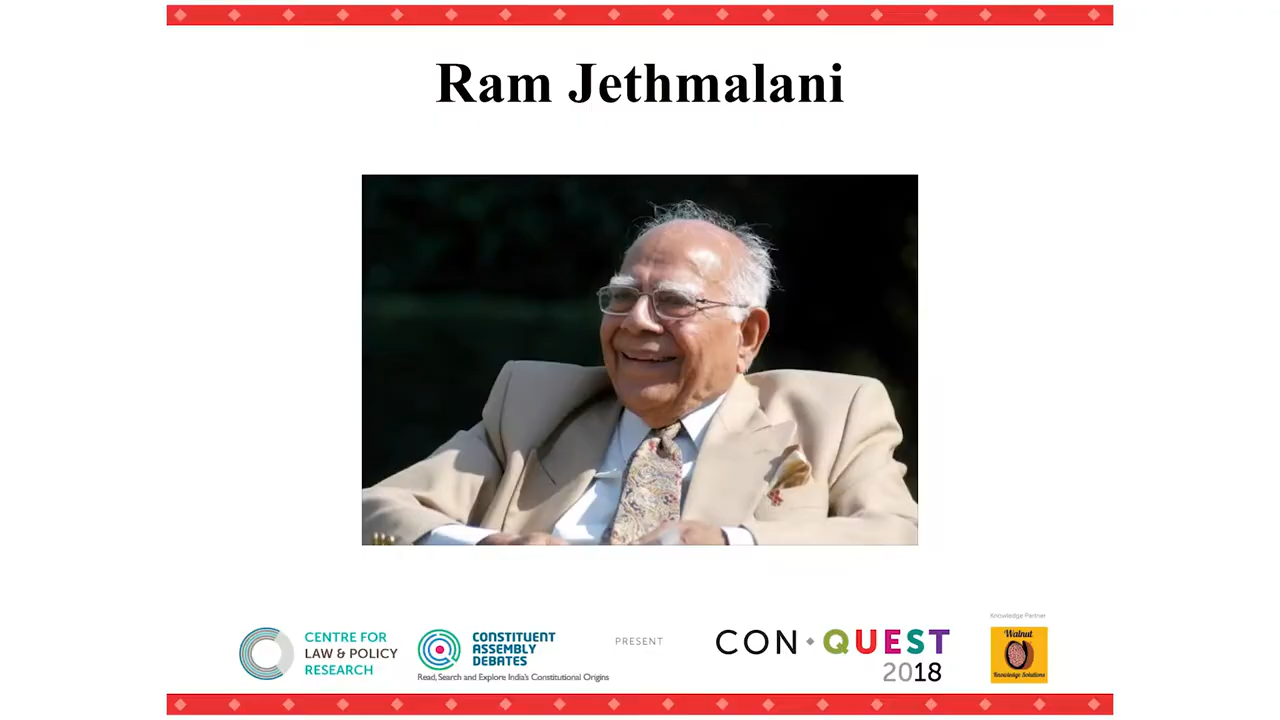 Ram Jethmalani
CENTRE FOR
LAW & POLICY
RESEARCH
CONSTITUENT
ASSEMBLY
DEBATES
Read, Search and Explore India's Constitutional Origins
PRESENT
CON QUEST
2018
Knowledge Partner
Walnut
Knowledge Solutions